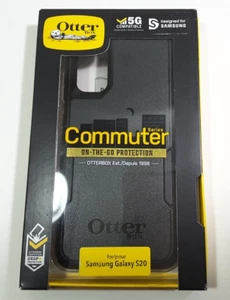 Otter
BOX
5G
COMPATIBLE
Designed for
SAMSUNG
Series
Commuter
ON-THE-GO PROTECTION
OTTERBOX Est./Depuis 1998
Otter
BOX
for/pour
Samsung Galaxy S20